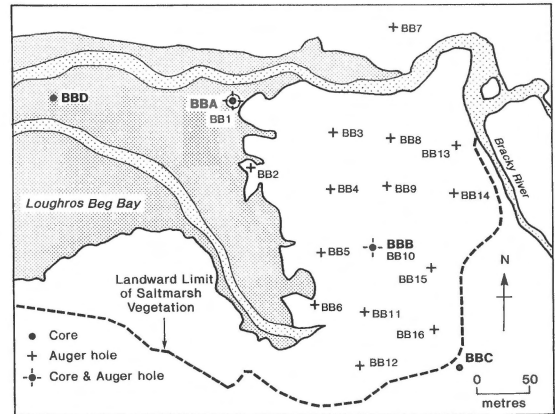 BB7
BBD
BBA
BB1
BB3
BB8
BB13
Bracky River
BB2
BB4
BB9
BB14
Loughros Beg Bay
BB5
BBB
BB10
BB15
N
Landward Limit
of Saltmarsh
Vegetation
BB6
BB11
BB16
Core
Auger hole
Core & Auger hole
BB12
BBC
0 50
metres